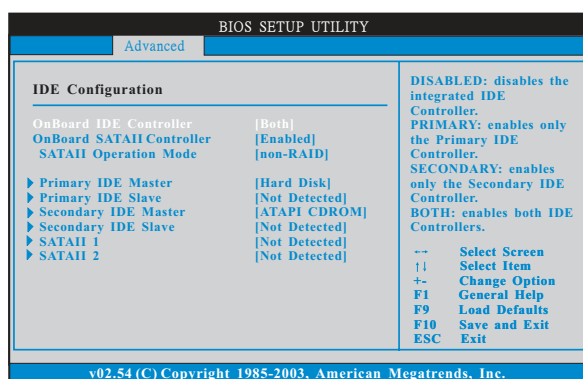 BIOS SETUP UTILITY
Advanced
IDE Configuration
OnBoard IDE Controller [Both]
OnBoard SATAII Controller [Enabled]
SATAII Operation Mode [non-RAID]
Primary IDE Master [Hard Disk]
Primary IDE Slave [Not Detected]
Secondary IDE Master [ATAPI CDROM]
Secondary IDE Slave [Not Detected]
SATAII 1 [Not Detected]
SATAII 2 [Not Detected]
DISABLED: disables the
integrated IDE
Controller.
PRIMARY: enables only
the Primary IDE
Controller.
SECONDARY: enables
only the Secondary IDE
Controller.
BOTH: enables both IDE
Controllers.
↔ Select Screen
↑↓ Select Item
+- Change Option
F1 General Help
F9 Load Defaults
F10 Save and Exit
ESC Exit
v02.54 (C) Copyright 1985-2003, American Megatrends, Inc.